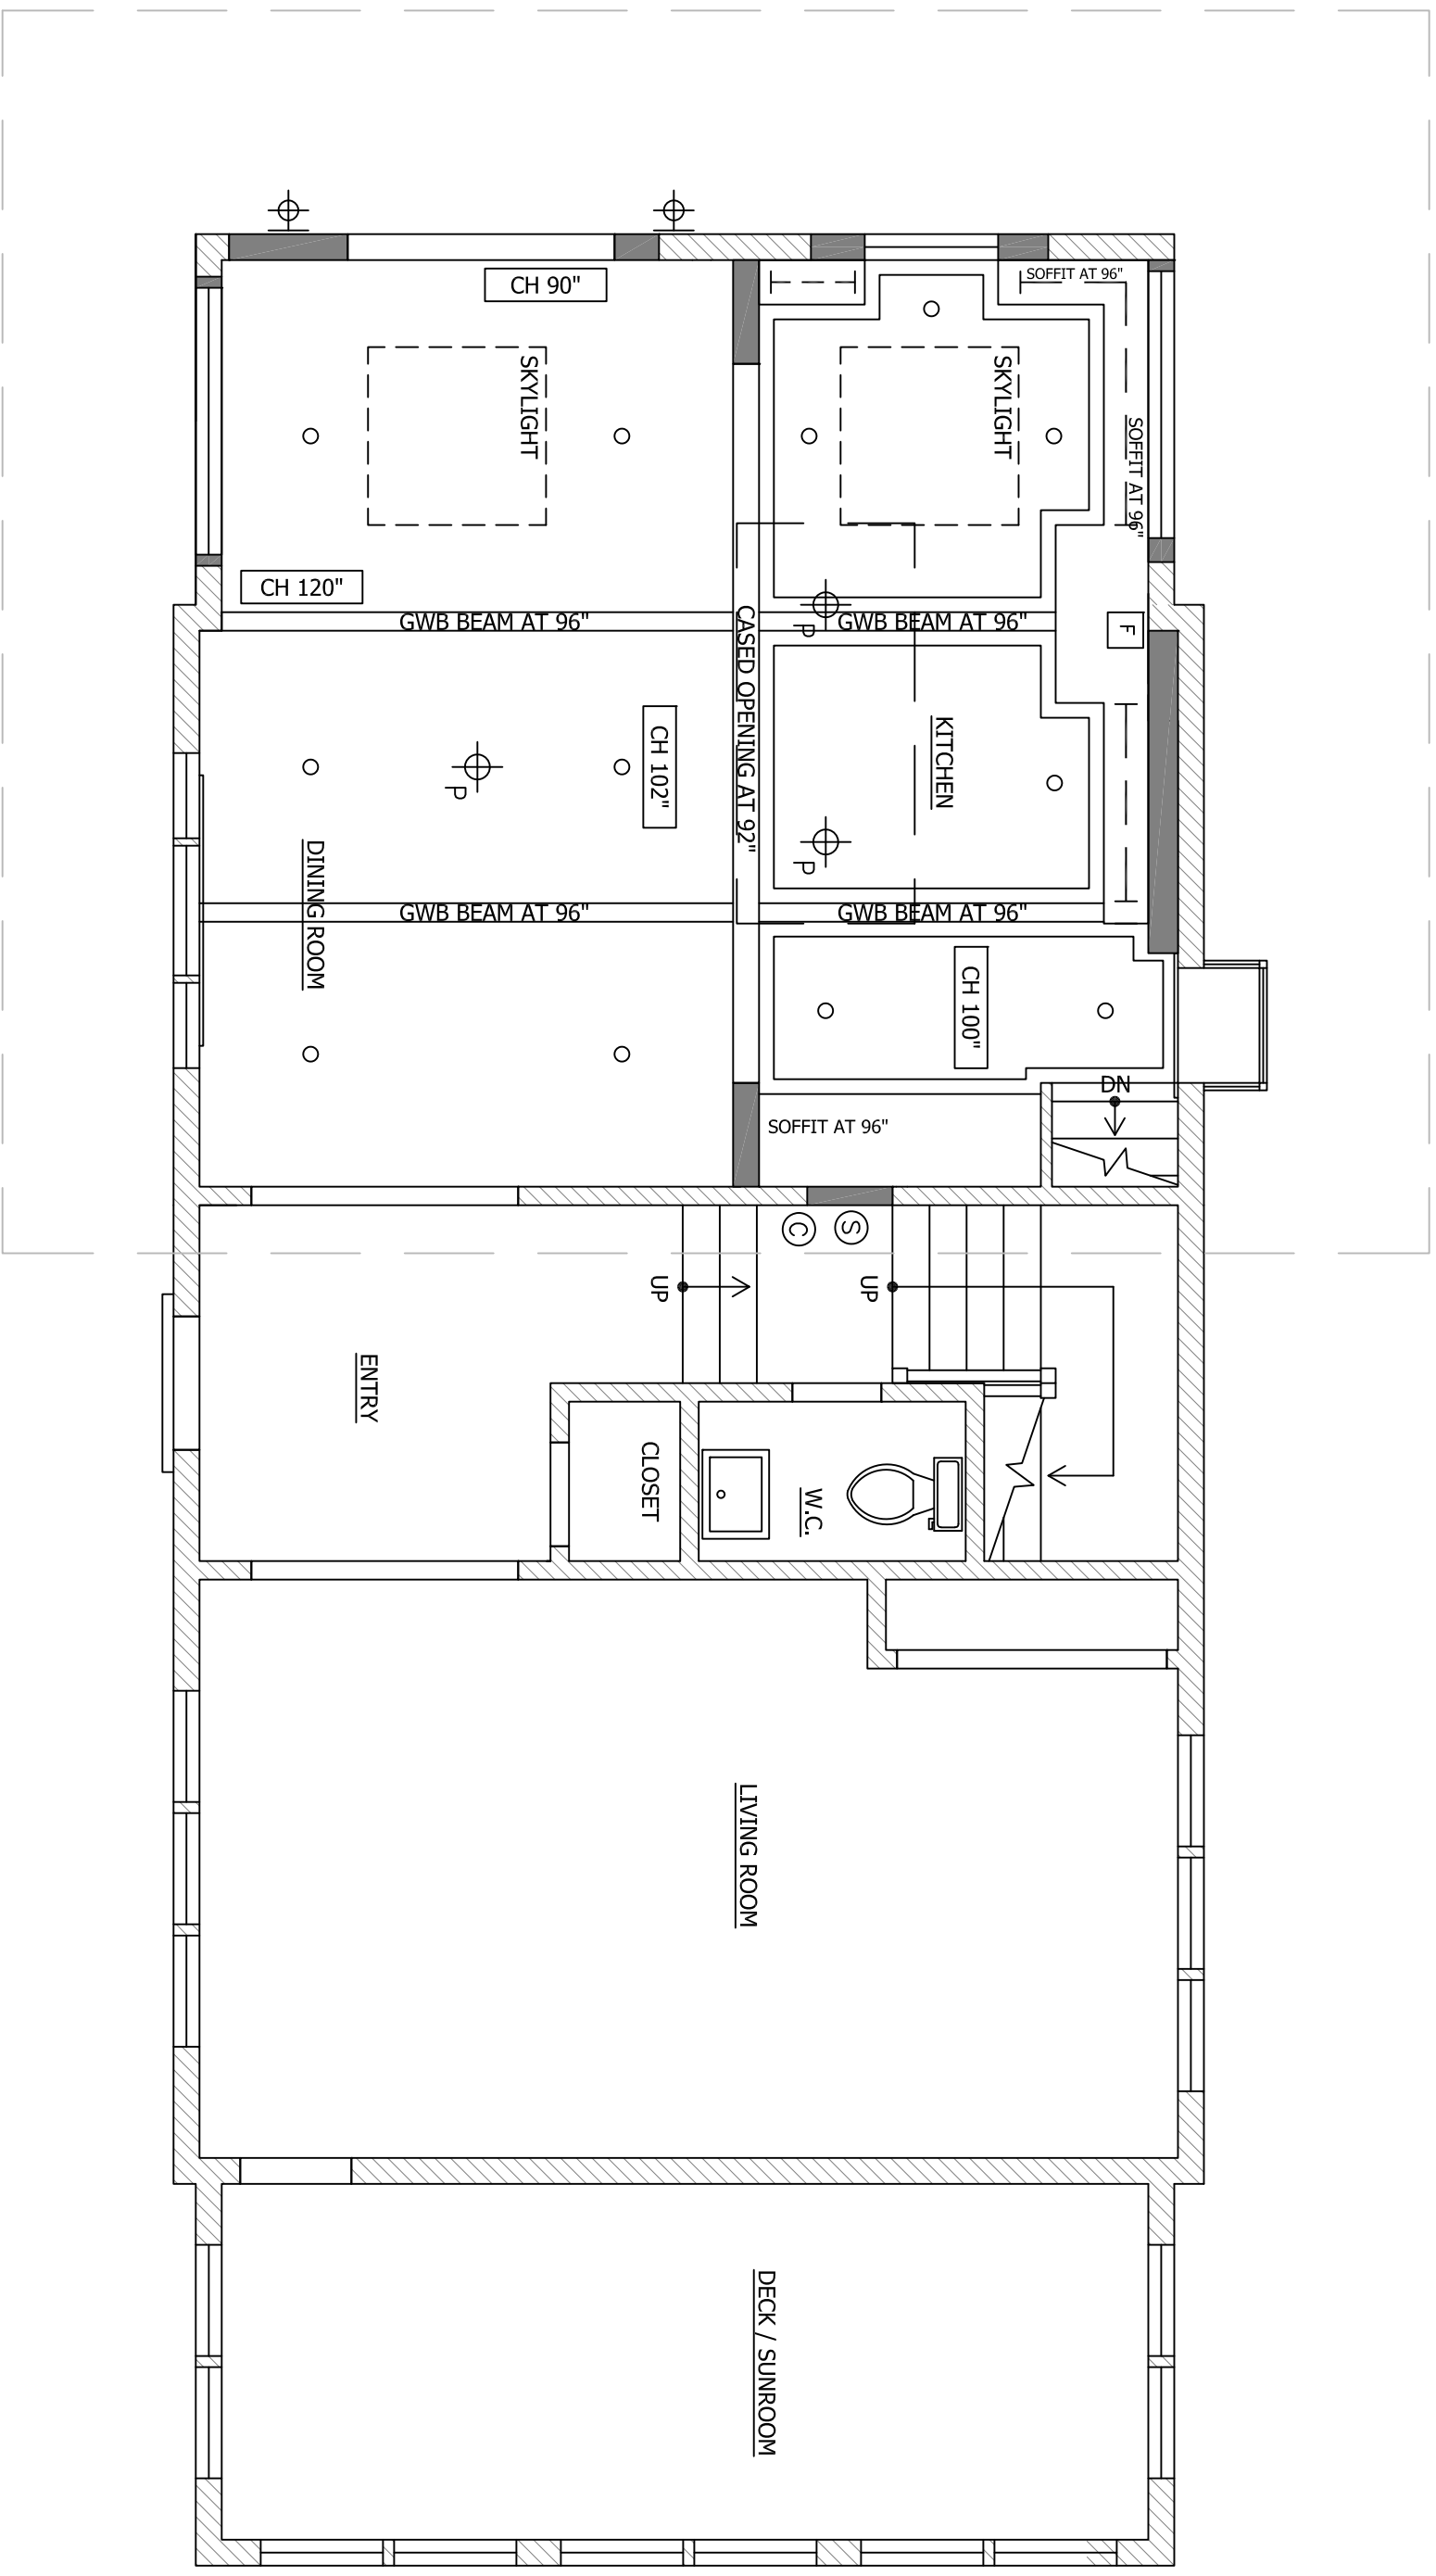 CH 90"
SOFFIT AT 96"
SKYLIGHT
SKYLIGHT
SOFFIT AT 96"
CH 120"
GWB BEAM AT 96"
GWB BEAM AT 96"
P
F
CASED OPENING AT 92"
CH 102"
KITCHEN
P
P
DINING ROOM
GWB BEAM AT 96"
GWB BEAM AT 96"
CH 100"
DN
SOFFIT AT 96"
C
S
UP
UP
ENTRY
CLOSET
W.C.
LIVING ROOM
DECK / SUNROOM